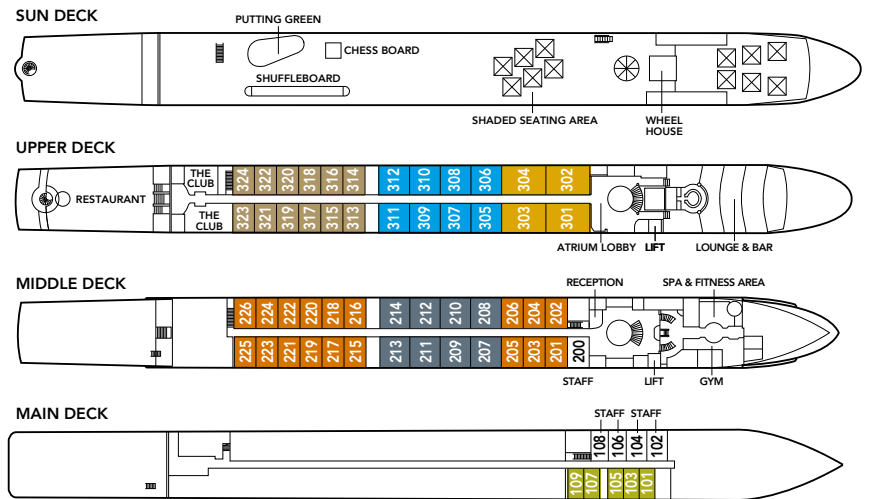 SUN DECK
PUTTING GREEN
CHESS BOARD
SHUFFLEBOARD
SHADED SEATING AREA
WHEEL
HOUSE
UPPER DECK
RESTAURANT
THE
CLUB
324 322 320 318 316 314 312 310 308 306 304 302
THE
CLUB
323 321 319 317 315 313 311 309 307 305 303 301
ATRIUM LOBBY
LIFT
LOUNGE & BAR
MIDDLE DECK
RECEPTION
SPA & FITNESS AREA
226 224 222 220 218 216 214 212 210 208 206 204 202
225 223 221 219 217 215 213 211 209 207 205 203 201 200
STAFF
LIFT
GYM
MAIN DECK
STAFF STAFF
108 106 104 102
109 107 105 103 101